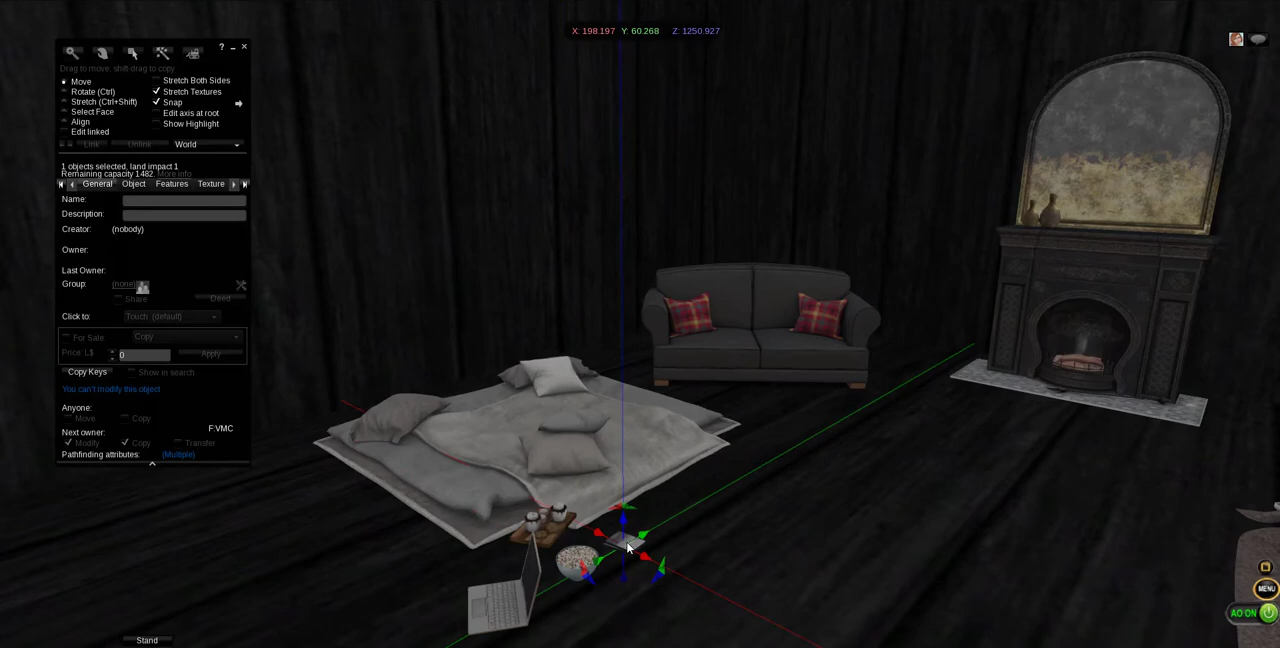 X: 198.197 Y: 60.268 Z: 1250.927
? _ ×
Drag to move, shift-drag to copy
Move
Rotate (Ctrl)
Stretch (Ctrl+Shift)
Select Face
Align
Edit linked
Stretch Both Sides
Stretch Textures
Snap
Edit axis at root
Show Highlight
Link Unlink World
1 objects selected, land impact 1
Remaining capacity 1482. More info
General Object Features Texture
Name:
Description:
Creator: (nobody)
Owner:
Last Owner:
Group: (none)
Share Deed
Click to: Touch (default)
For Sale Copy
Price: L$ 0 Apply
Copy Keys Show in search
You can't modify this object
Anyone:
Move Copy
F:VMC
Next owner:
Modify Copy Transfer
Pathfinding attributes: (Multiple)
MENU
AO ON
Stand